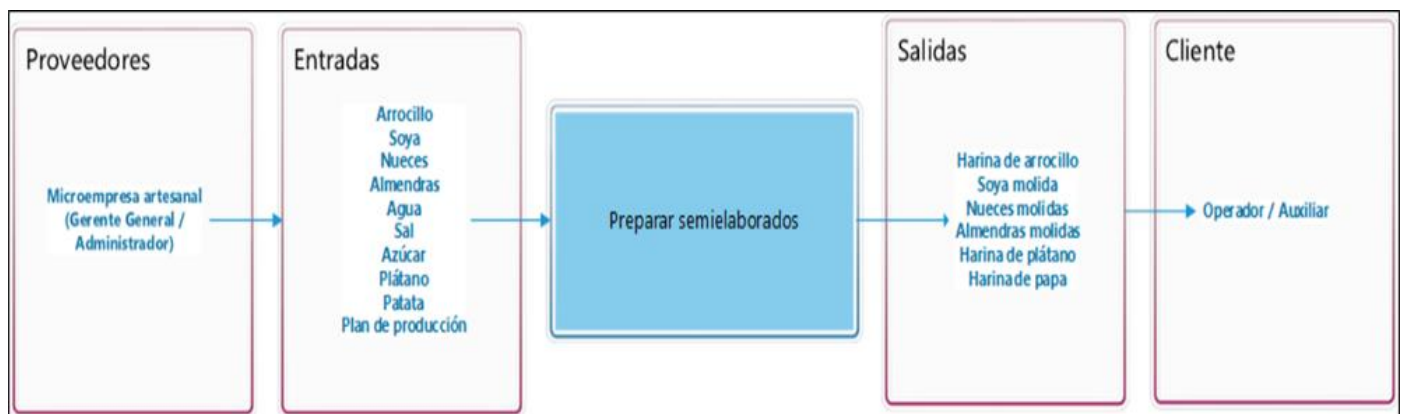 Proveedores
Microempresa artesanal
(Gerente General /
Administrador)
Entradas
Arrocillo
Soya
Nueces
Almendras
Agua
Sal
Azúcar
Plátano
Patata
Plan de producción
Preparar semielaborados
Salidas
Harina de arrocillo
Soya molida
Nueces molidas
Almendras molidas
Harina de plátano
Harina de papa
Cliente
Operador / Auxiliar